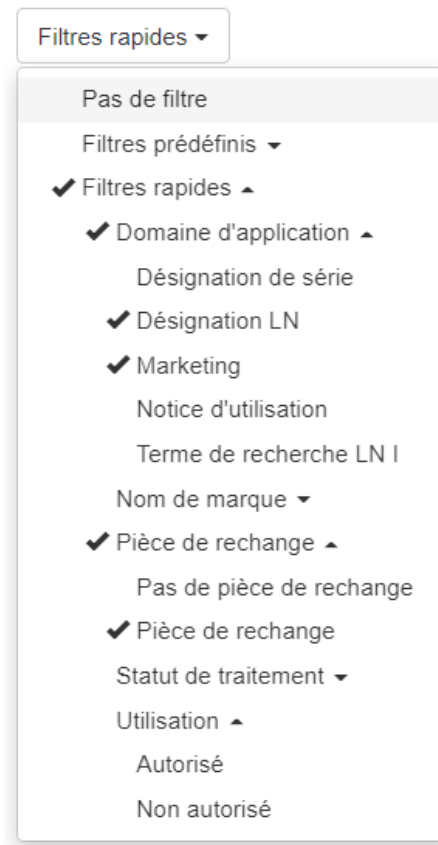 Filtres rapides
Pas de filtre
Filtres prédéfinis
Filtres rapides
Domaine d'application
Désignation de série
Désignation LN
Marketing
Notice d'utilisation
Terme de recherche LN I
Nom de marque
Pièce de rechange
Pas de pièce de rechange
Pièce de rechange
Statut de traitement
Utilisation
Autorisé
Non autorisé